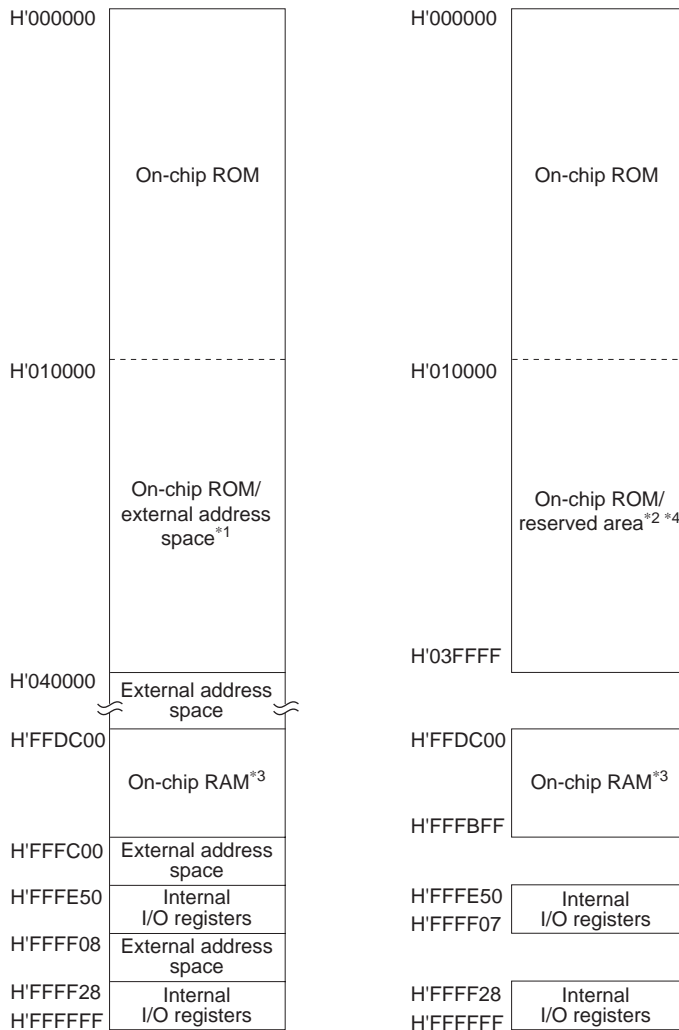 H'000000
On-chip ROM
H'010000
On-chip ROM/
external address
space*1
H'040000
External address
space
H'FFDC00
On-chip RAM*3
H'FFFC00
External address
space
H'FFFE50
Internal
I/O registers
H'FFFF08
External address
space
H'FFFF28
Internal
I/O registers
H'FFFFFF
H'000000
On-chip ROM
H'010000
On-chip ROM/
reserved area*2 *4
H'03FFFF
H'FFDC00
On-chip RAM*3
H'FFFBFF
H'FFFE50
Internal
I/O registers
H'FFFF07
H'FFFF28
Internal
I/O registers
H'FFFFFF